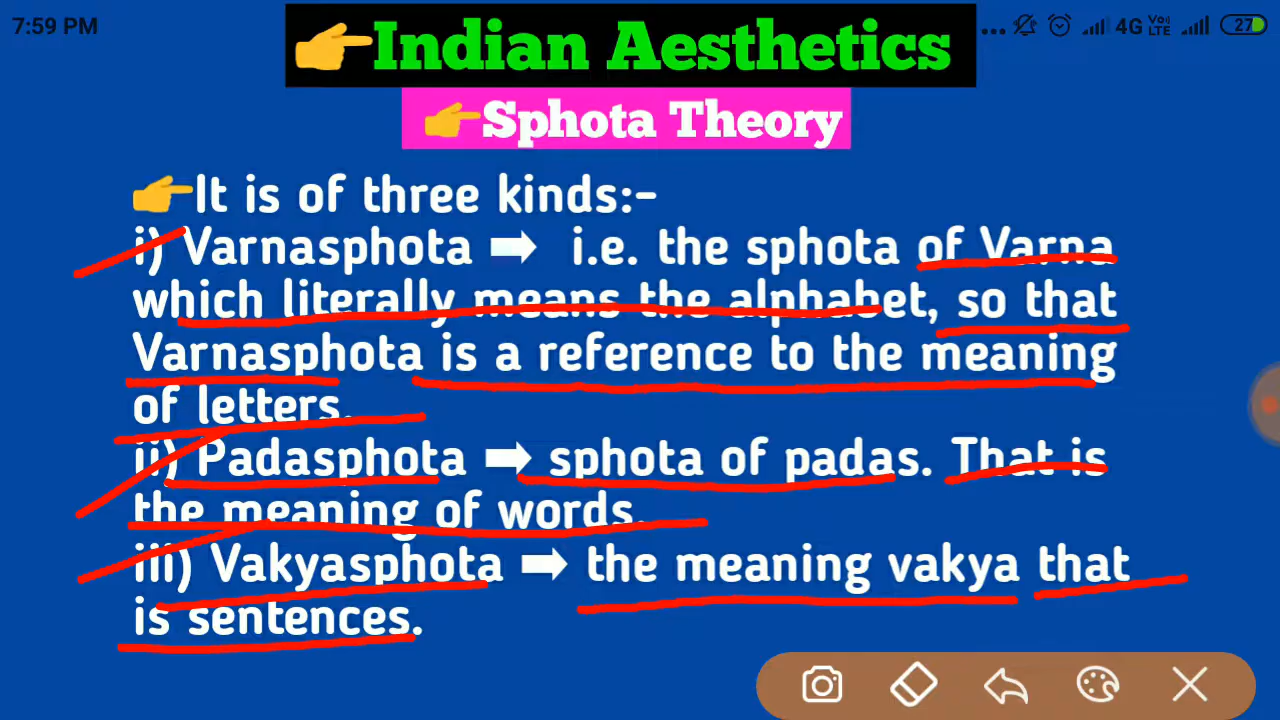 7:59 PM
... 4G VoLTE 27
👉Indian Aesthetics
👉Sphota Theory
👉It is of three kinds:-
i) Varnasphota ➡ i.e. the sphota of Varna
which literally means the alphabet, so that
Varnasphota is a reference to the meaning
of letters.
ii) Padasphota ➡ sphota of padas. That is
the meaning of words.
iii) Vakyasphota ➡ the meaning vakya that
is sentences.